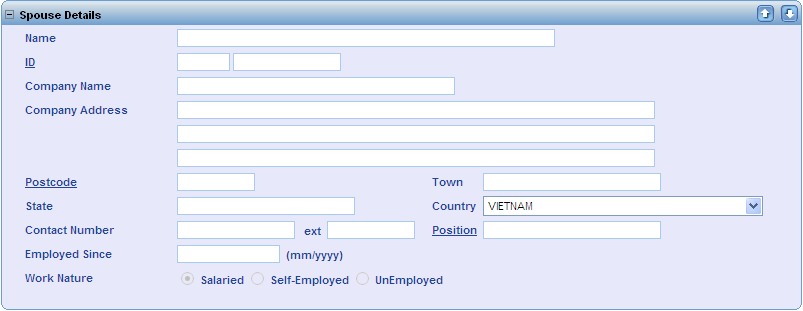 Spouse Details
Name
ID
Company Name
Company Address
Postcode Town
State Country VIETNAM
Contact Number ext Position
Employed Since (mm/yyyy)
Work Nature Salaried Self-Employed UnEmployed